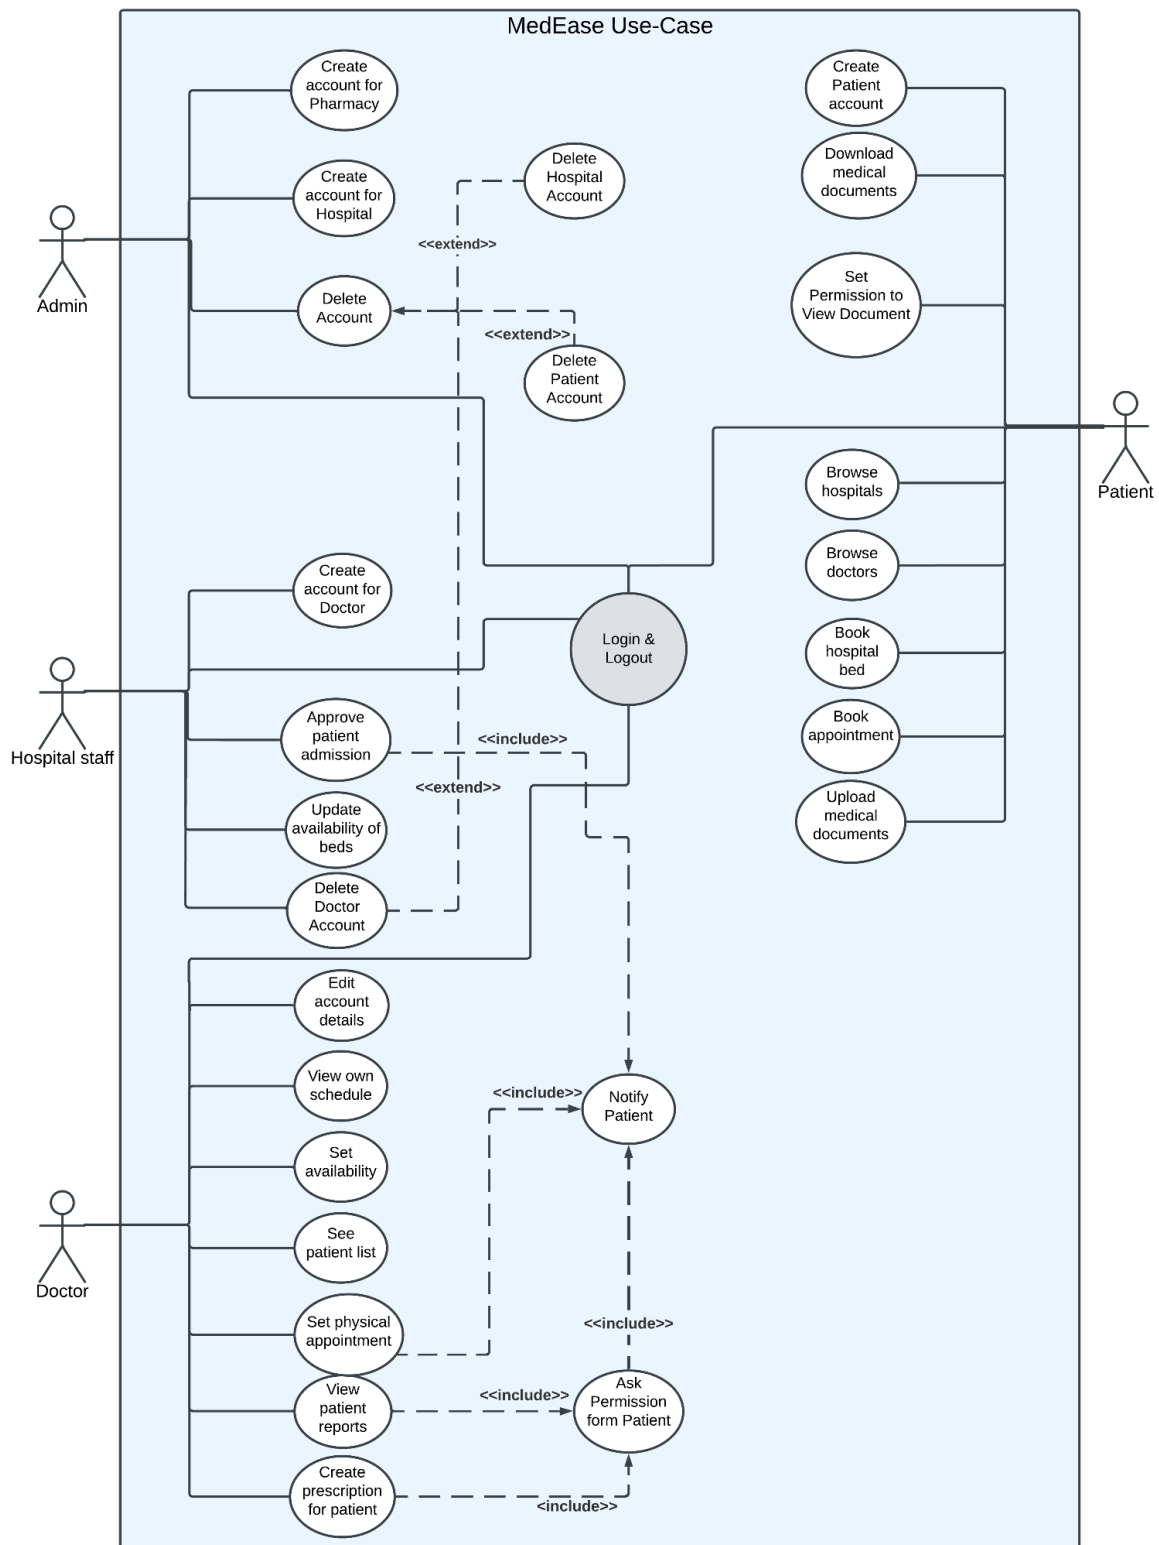 MedEase Use-Case
Create
account for
Pharmacy
Create
Patient
account
Delete
Hospital
Account
Download
medical
documents
Create
account for
Hospital
<<extend>>
Admin
Set
Permission to
View Document
Delete
Account
<<extend>>
Delete
Patient
Account
Patient
Browse
hospitals
Browse
doctors
Create
account for
Doctor
Login &
Logout
Book
hospital
bed
Hospital staff
Approve
patient
admission
<<include>>
Book
appointment
<<extend>>
Update
availability of
beds
Upload
medical
documents
Delete
Doctor
Account
Edit
account
details
View own
schedule
<<include>>
Notify
Patient
Set
availability
Doctor
See
patient list
Set physical
appointment
<<include>>
View
patient
reports
<<include>>
Ask
Permission
form Patient
Create
prescription
for patient
<include>>